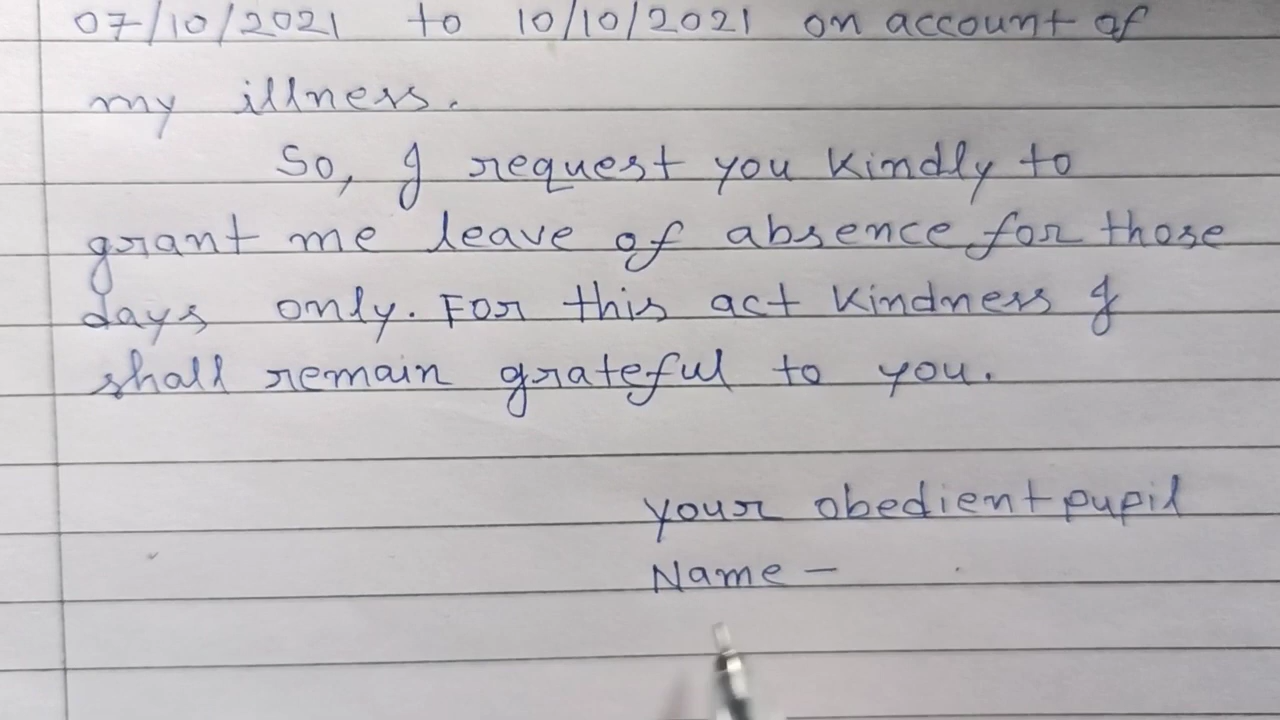 07/10/2021 to 10/10/2021 on account of
my illness.
So, I request you kindly to
grant me leave of absence for those
days only. For this act kindness I
shall remain grateful to you.
your obedient pupil
Name -